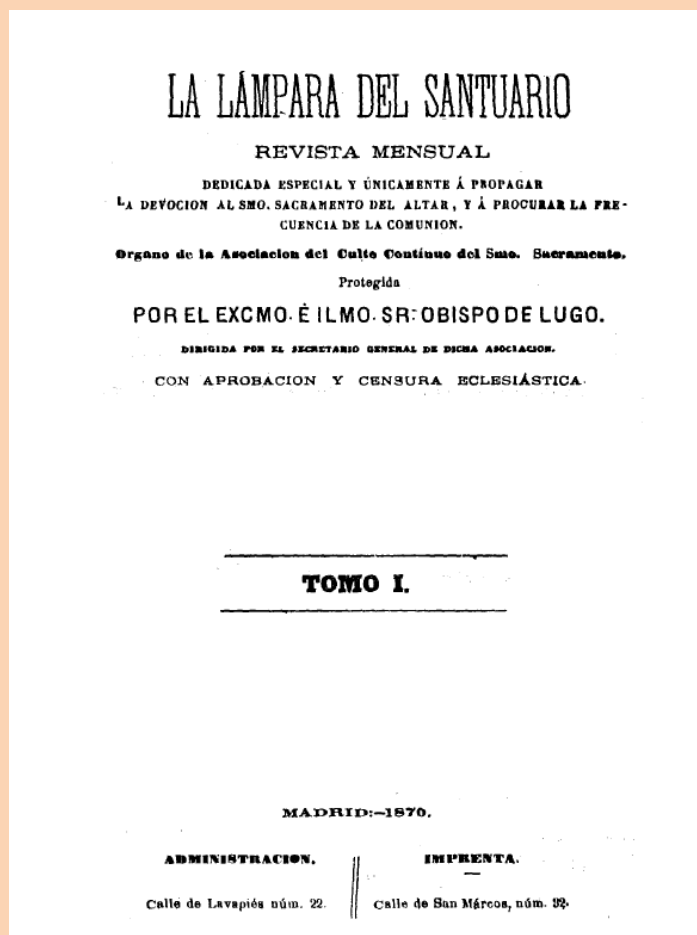 LA LÁMPARA DEL SANTUARIO
REVISTA MENSUAL
DEDICADA ESPECIAL Y ÚNICAMENTE Á PROPAGAR
LA DEVOCION AL SMO. SACRAMENTO DEL ALTAR, Y Á PROCURAR LA FRE-
CUENCIA DE LA COMUNION.
Organo de la Asociacion del Culto Contínuo del Smo. Sacramento.
Protegida
POR EL EXCMO. É ILMO. SR. OBISPO DE LUGO.
DIRIGIDA POR EL SECRETARIO GENERAL DE DICHA ASOCIACION.
CON APROBACION Y CENSURA ECLESIÁSTICA.
TOMO I.
MADRID:—1870.
ADMINISTRACION.
Calle de Lavapiés núm. 22.
IMPRENTA.
Calle de San Márcos, núm. 32.